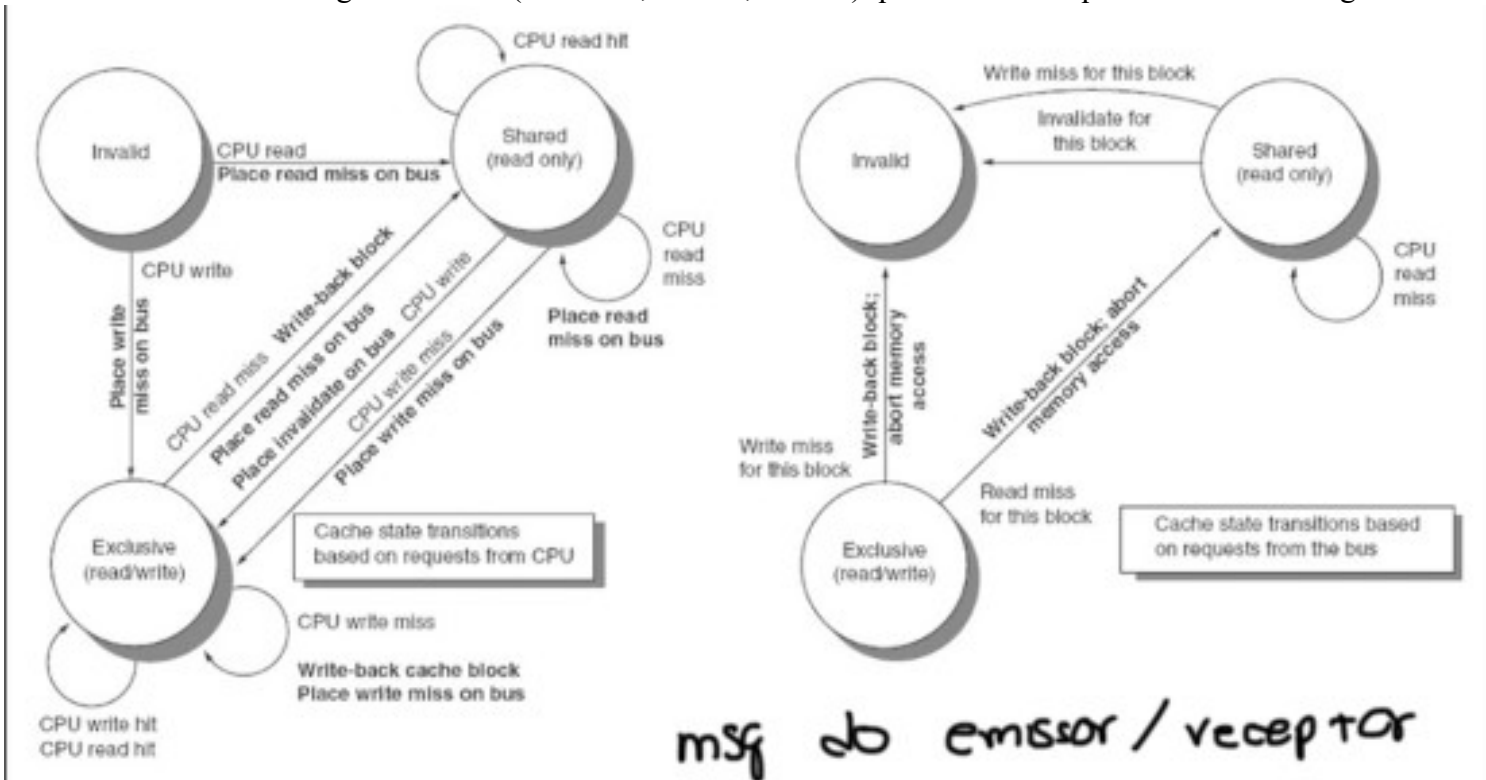 CPU read hit
Invalid
CPU read
Place read miss on bus
Shared
(read only)
CPU write
Place write
miss on bus
CPU read miss Write-back block
Place read miss on bus
Place invalidate on bus CPU write
CPU write miss
Place write miss on bus
CPU
read
miss
Place read
miss on bus
Exclusive
(read/write)
Cache state transitions
based on requests from CPU
CPU write miss
Write-back cache block
Place write miss on bus
CPU write hit
CPU read hit
Write miss for this block
Invalidate for
this block
Invalid
Shared
(read only)
CPU
read
miss
Write-back block;
abort memory
access
Write-back block; abort
memory access
Write miss
for this block
Read miss
for this block
Exclusive
(read/write)
Cache state transitions based
on requests from the bus
msg do emissor / receptor